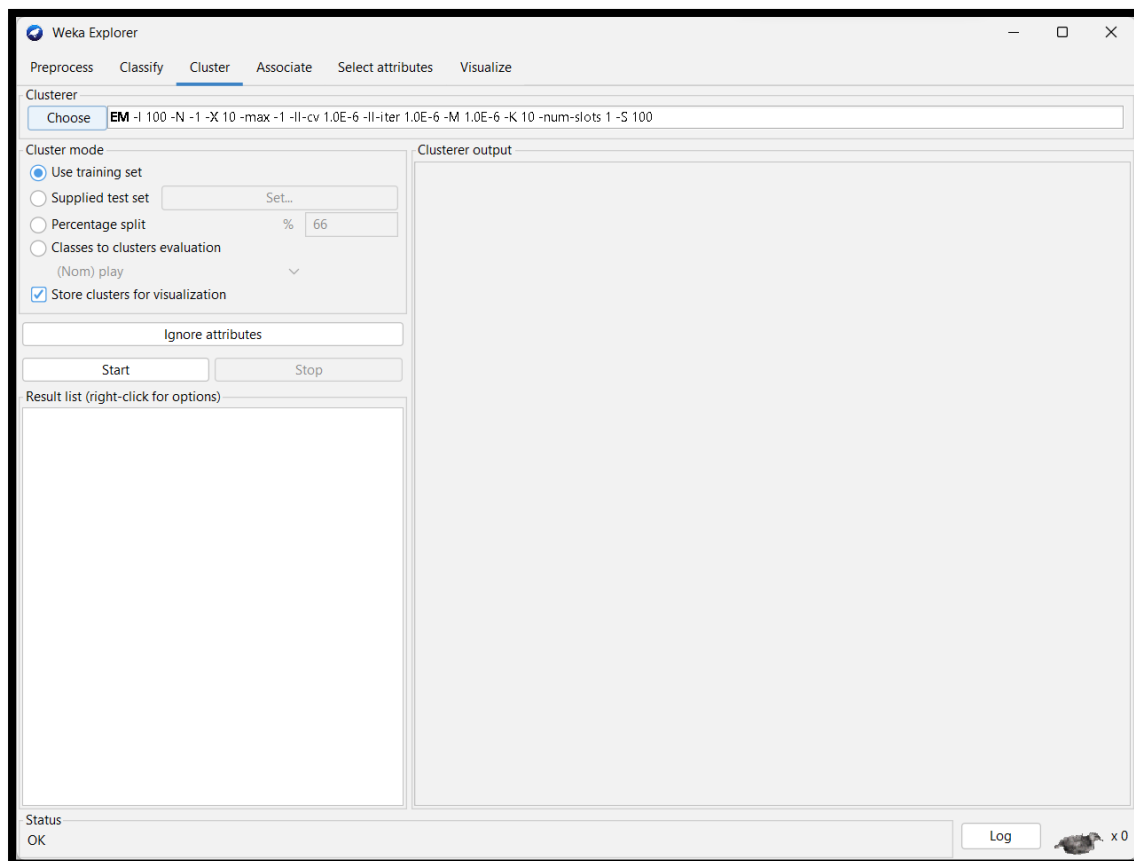 Weka Explorer
Preprocess Classify Cluster Associate Select attributes Visualize
Clusterer
Choose EM -I 100 -N -1 -X 10 -max -1 -ll-cv 1.0E-6 -ll-iter 1.0E-6 -M 1.0E-6 -K 10 -num-slots 1 -S 100
Cluster mode
Use training set
Supplied test set Set...
Percentage split % 66
Classes to clusters evaluation
(Nom) play
Store clusters for visualization
Ignore attributes
Start Stop
Result list (right-click for options)
Clusterer output
Status
OK
Log x 0